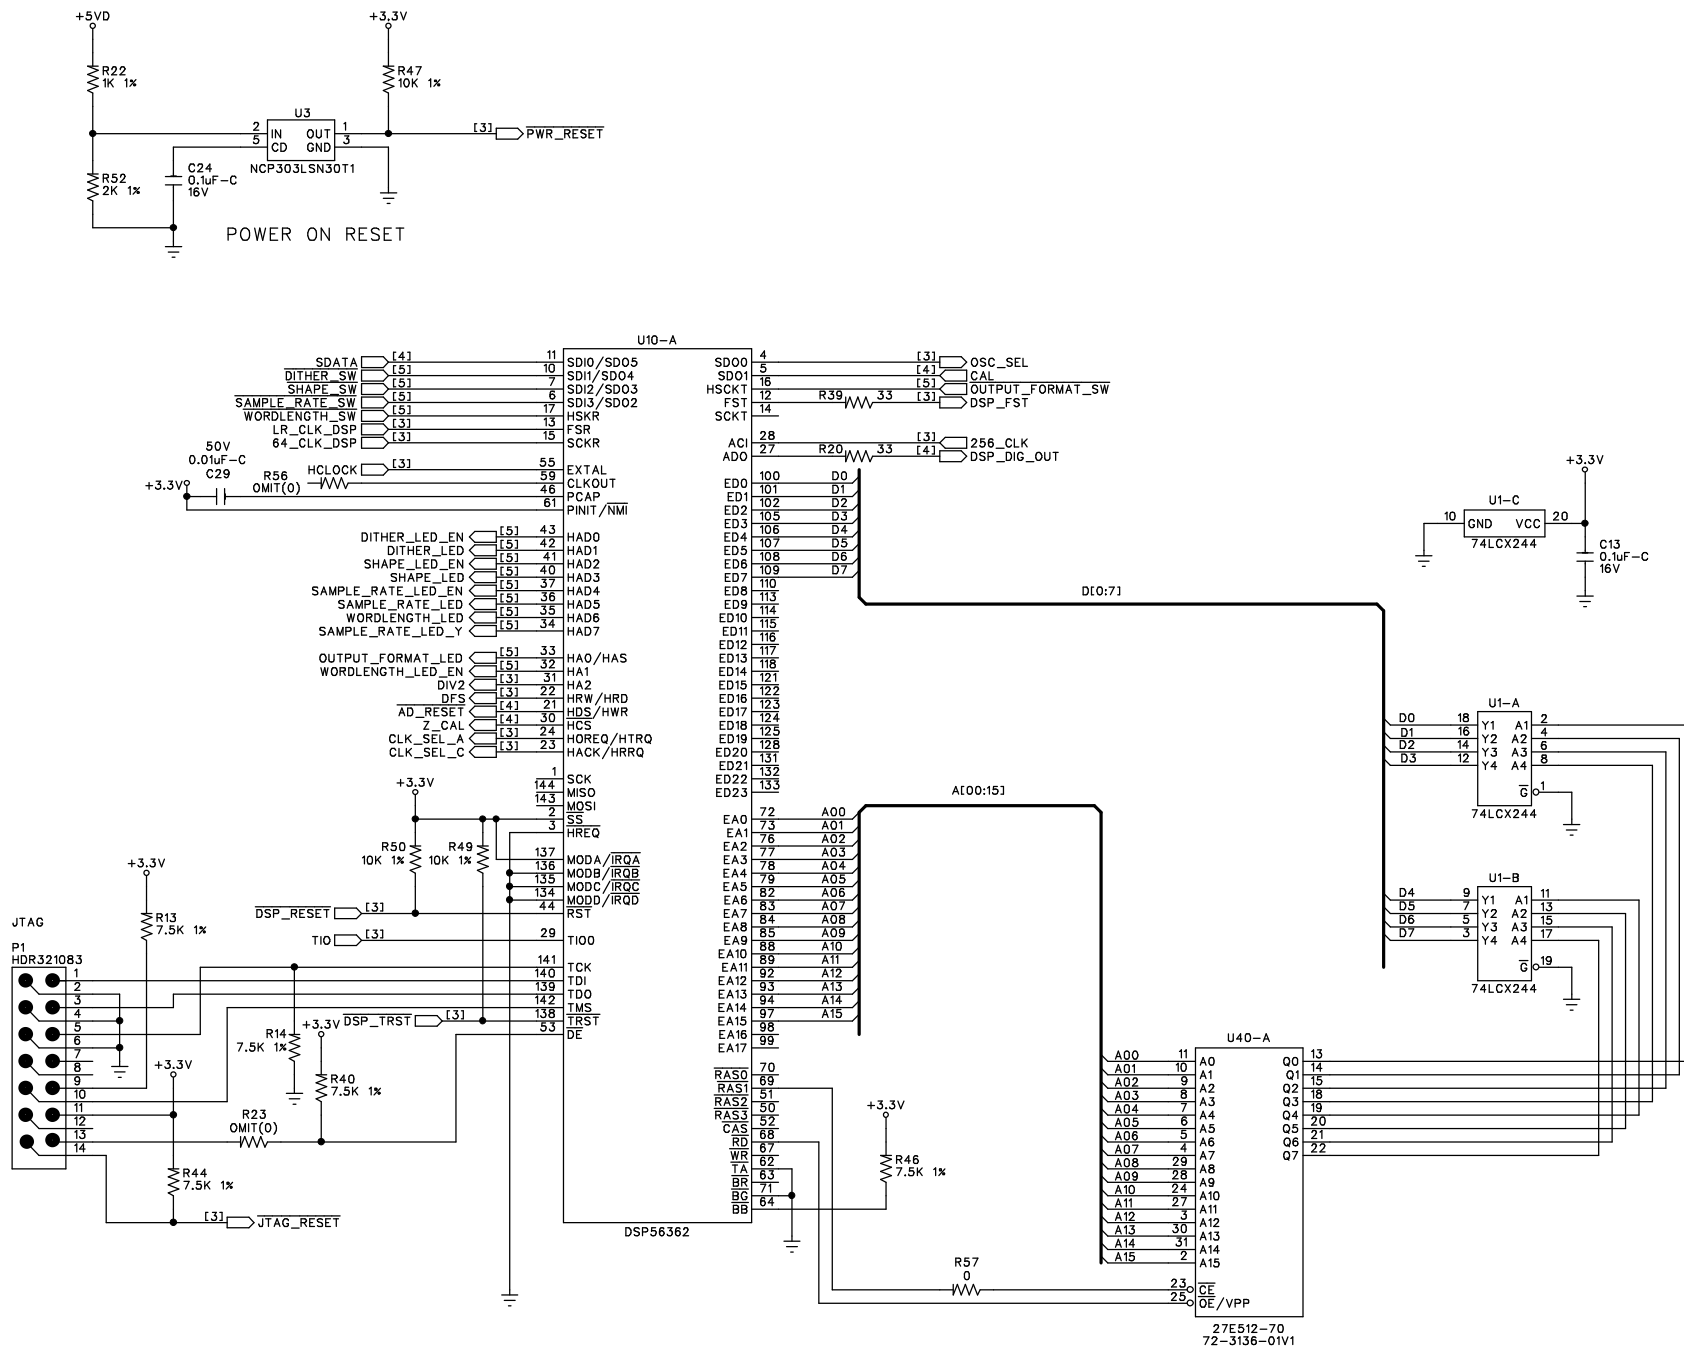 +5VD
+3.3V
R22
1K 1%
R47
10K 1%
U3
2 IN OUT 1
5 CD GND 3
NCP303LSN30T1
[3] PWR_RESET
R52
2K 1%
C24
0.1uF-C
16V
POWER ON RESET
U10-A
SDATA [4] 11 SDI0/SDO5
DITHER_SW [5] 10 SDI1/SDO4
SHAPE_SW [5] 7 SDI2/SDO3
SAMPLE_RATE_SW [5] 6 SDI3/SDO2
WORDLENGTH_SW [5] 17 HSKR
LR_CLK_DSP [3] 13 FSR
64_CLK_DSP [3] 15 SCKR
50V
0.01uF-C
C29
HCLOCK [3] 55 EXTAL
R56
OMIT(0)
59 CLKOUT
+3.3V
46 PCAP
61 PINIT/NMI
DITHER_LED_EN [5] 43 HAD0
DITHER_LED [5] 42 HAD1
SHAPE_LED_EN [5] 41 HAD2
SHAPE_LED [5] 40 HAD3
SAMPLE_RATE_LED_EN [5] 37 HAD4
SAMPLE_RATE_LED [5] 36 HAD5
WORDLENGTH_LED [5] 35 HAD6
SAMPLE_RATE_LED_Y [5] 34 HAD7
OUTPUT_FORMAT_LED [5] 33 HA0/HAS
WORDLENGTH_LED_EN [5] 32 HA1
DIV2 [3] 31 HA2
DFS [3] 22 HRW/HRD
AD_RESET [4] 21 HDS/HWR
Z_CAL [4] 30 HCS
CLK_SEL_A [3] 24 HOREQ/HTRQ
CLK_SEL_C [3] 23 HACK/HRRQ
1 SCK
144 MISO
143 MOSI
2 SS
3 HREQ
+3.3V
R50
10K 1%
R49
10K 1%
137 MODA/IRQA
136 MODB/IRQB
135 MODC/IRQC
134 MODD/IRQD
DSP_RESET [3] 44 RST
TIO [3] 29 TIO0
141 TCK
140 TDI
139 TDO
142 TMS
DSP_TRST [3] 138 TRST
53 DE
SDO0 4 [3] OSC_SEL
SDO1 5 [4] CAL
HSCKT 16 [5] OUTPUT_FORMAT_SW
FST 12 R39 33 [3] DSP_FST
SCKT 14
ACI 28 [3] 256_CLK
ADO 27 R20 33 [4] DSP_DIG_OUT
ED0 100 D0
ED1 101 D1
ED2 102 D2
ED3 105 D3
ED4 106 D4
ED5 107 D5
ED6 108 D6
ED7 109 D7
ED8 110
ED9 113
ED10 114
ED11 115
ED12 116
ED13 117
ED14 118
ED15 121
ED16 122
ED17 123
ED18 124
ED19 125
ED20 128
ED21 131
ED22 132
ED23 133
EA0 72 A00
EA1 73 A01
EA2 76 A02
EA3 77 A03
EA4 78 A04
EA5 79 A05
EA6 82 A06
EA7 83 A07
EA8 84 A08
EA9 85 A09
EA10 88 A10
EA11 89 A11
EA12 92 A12
EA13 93 A13
EA14 94 A14
EA15 97 A15
EA16 98
EA17 99
RAS0 70
RAS1 69
RAS2 51
RAS3 50
CAS 52
RD 68
WR 67
TA 62
BR 63
BG 71
BB 64
DSP56362
D[0:7]
A[00:15]
+3.3V
R46
7.5K 1%
R57
0
JTAG
P1
HDR321083
1
2
3
4
5
6
7
8
9
10
11
12
13
14
+3.3V
R13
7.5K 1%
R14
7.5K 1%
+3.3V
R40
7.5K 1%
+3.3V
R23
OMIT(0)
R44
7.5K 1%
[3] JTAG_RESET
+3.3V
U1-C
10 GND VCC 20
74LCX244
C13
0.1uF-C
16V
U1-A
D0 18 Y1 A1 2
D1 16 Y2 A2 4
D2 14 Y3 A3 6
D3 12 Y4 A4 8
G 1
74LCX244
U1-B
D4 9 Y1 A1 11
D5 7 Y2 A2 13
D6 5 Y3 A3 15
D7 3 Y4 A4 17
G 19
74LCX244
U40-A
A00 11 A0 Q0 13
A01 10 A1 Q1 14
A02 9 A2 Q2 15
A03 8 A3 Q3 18
A04 7 A4 Q4 19
A05 6 A5 Q5 20
A06 5 A6 Q6 21
A07 4 A7 Q7 22
A08 29 A8
A09 28 A9
A10 24 A10
A11 27 A11
A12 3 A12
A13 30 A13
A14 31 A14
A15 2 A15
23 CE
25 OE/VPP
27E512-70
72-3136-01V1